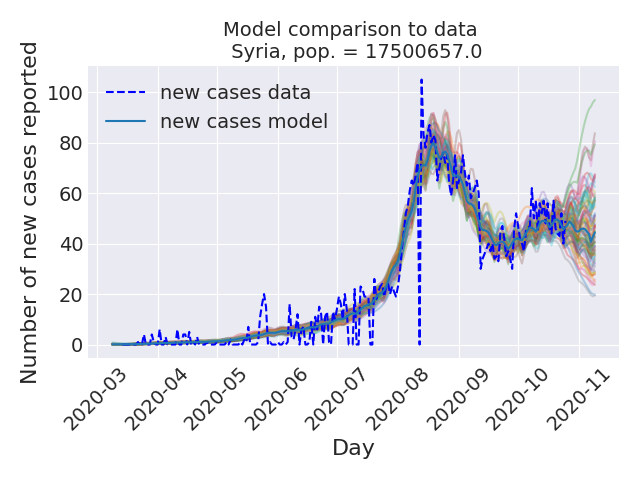 Model comparison to data
Syria, pop. = 17500657.0
Number of new cases reported
100
80
60
40
20
0
new cases data
new cases model
2020-03
2020-04
2020-05
2020-06
2020-07
2020-08
2020-09
2020-10
2020-11
Day